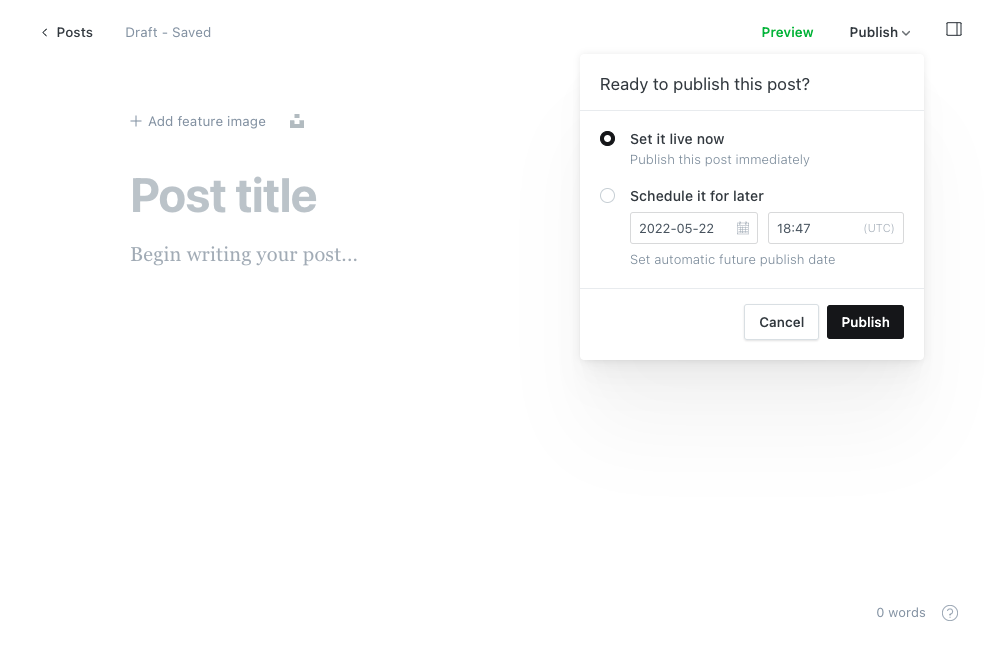 Posts
Draft - Saved
Preview
Publish
Ready to publish this post?
Add feature image
Set it live now
Publish this post immediately
Post title
Schedule it for later
2022-05-22
18:47
(UTC)
Begin writing your post...
Set automatic future publish date
Cancel
Publish
0 words
?